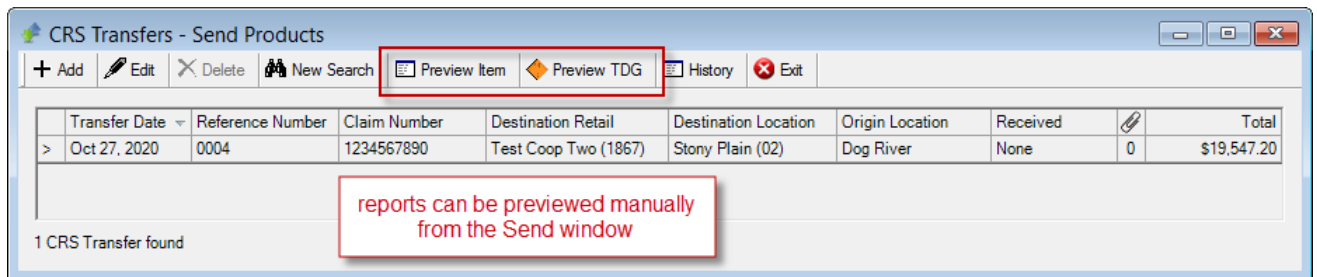 CRS Transfers - Send Products
Add Edit Delete New Search Preview Item Preview TDG History Exit
Transfer Date Reference Number Claim Number Destination Retail Destination Location Origin Location Received Total
> Oct 27, 2020 0004 1234567890 Test Coop Two (1867) Stony Plain (02) Dog River None 0 $19,547.20
reports can be previewed manually
from the Send window
1 CRS Transfer found